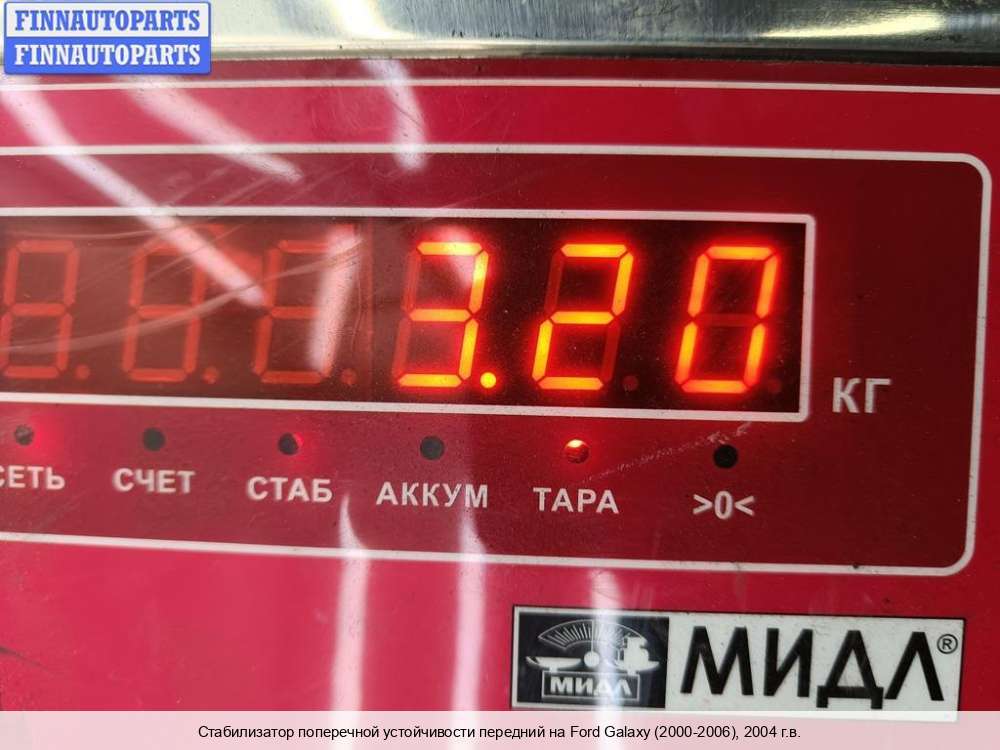 FINNAUTOPARTS
FINNAUTOPARTS
3.20
КГ
СЕТЬ СЧЕТ СТАБ АККУМ ТАРА >0<
МИДЛ
МИДЛ®
Стабилизатор поперечной устойчивости передний на Ford Galaxy (2000-2006), 2004 г.в.